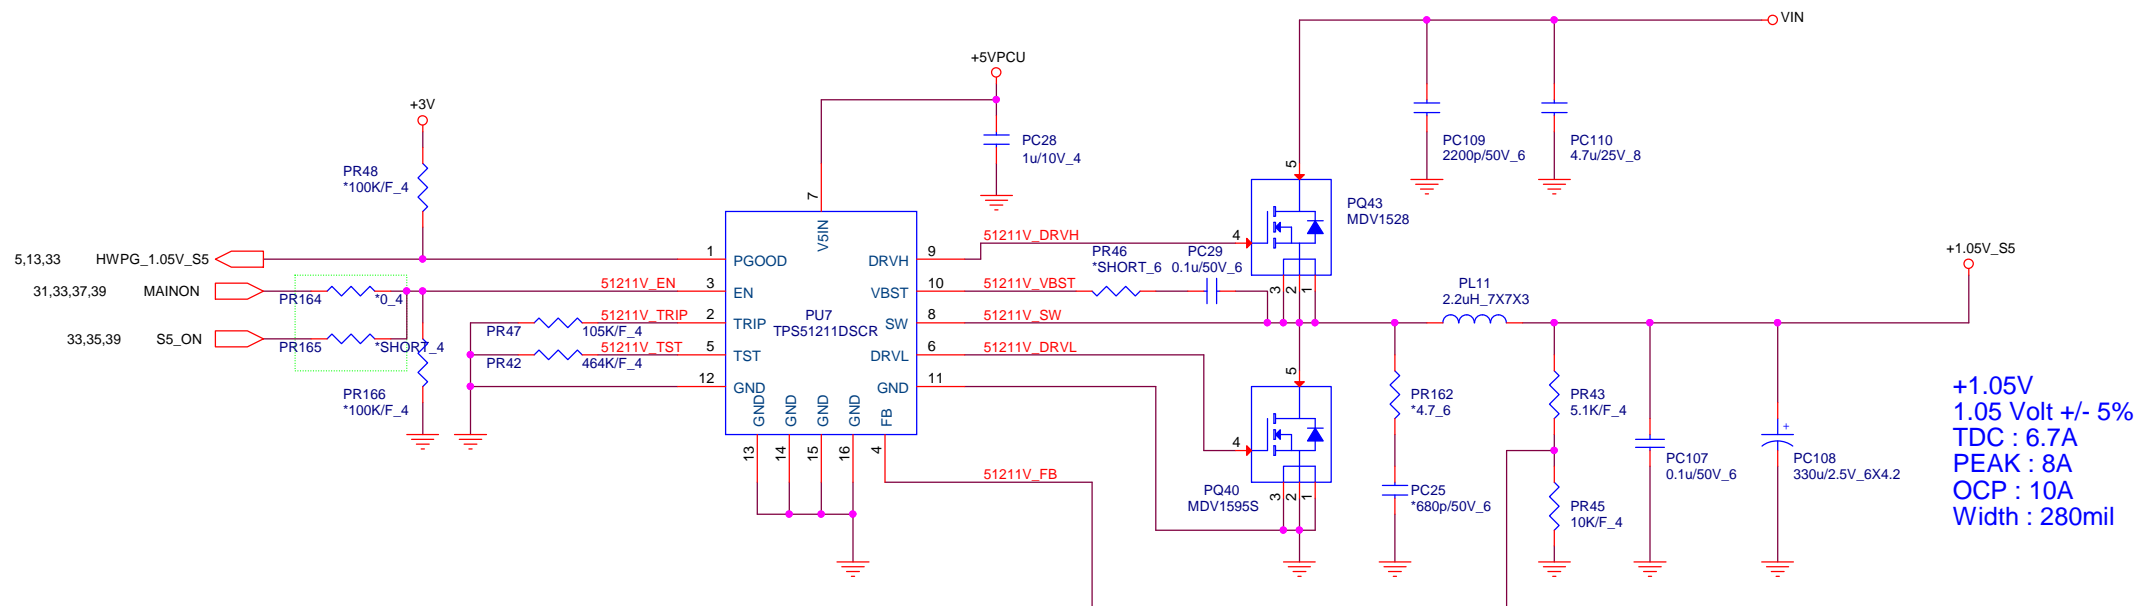 VIN
+5VPCU
+3V
PC28
1u/10V_4
PC109
2200p/50V_6
PC110
4.7u/25V_8
PR48
*100K/F_4
5
PQ43
MDV1528
4
3
2
1
7
V5IN
5,13,33
HWPG_1.05V_S5
1
PGOOD
DRVH
9
51211V_DRVH
31,33,37,39
MAINON
PR164
*0_4
51211V_EN
3
EN
VBST
10
51211V_VBST
PR46
*SHORT_6
PC29
0.1u/50V_6
PU7
TPS51211DSCR
PR47
105K/F_4
51211V_TRIP
2
TRIP
SW
8
51211V_SW
PL11
2.2uH_7X7X3
+1.05V_S5
33,35,39
S5_ON
PR165
*SHORT_4
PR42
464K/F_4
51211V_TST
5
TST
DRVL
6
51211V_DRVL
12
GND
GND
11
PR166
*100K/F_4
GND
GND
GND
GND
FB
13
14
15
16
4
51211V_FB
5
4
PQ40
MDV1595S
3
2
1
PR162
*4.7_6
PC25
*680p/50V_6
PR43
5.1K/F_4
PR45
10K/F_4
PC107
0.1u/50V_6
+
PC108
330u/2.5V_6X4.2
+1.05V
1.05 Volt +/- 5%
TDC : 6.7A
PEAK : 8A
OCP : 10A
Width : 280mil